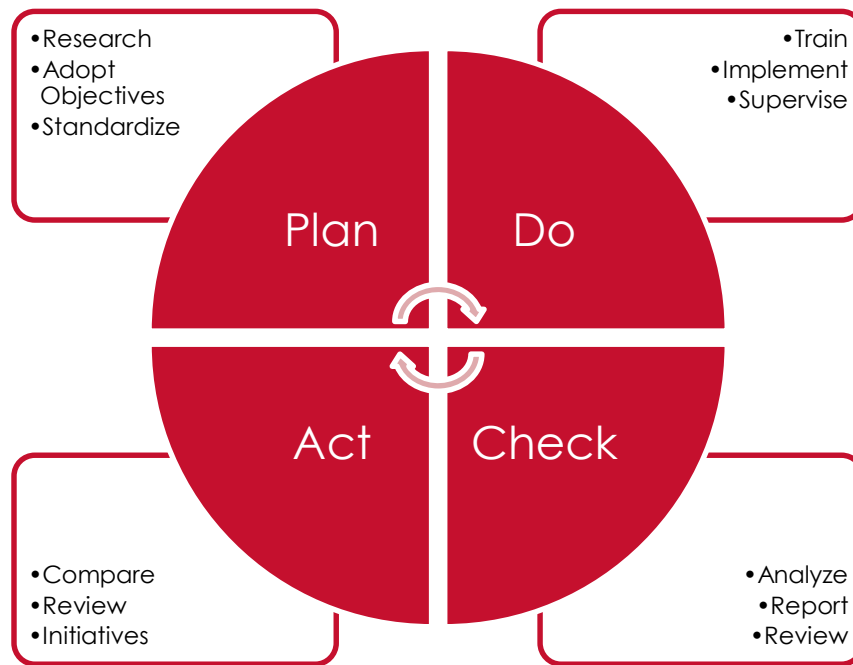 •Research
•Adopt
Objectives
•Standardize
•Train
•Implement
•Supervise
Plan
Do
Act
Check
•Compare
•Review
•Initiatives
•Analyze
•Report
•Review